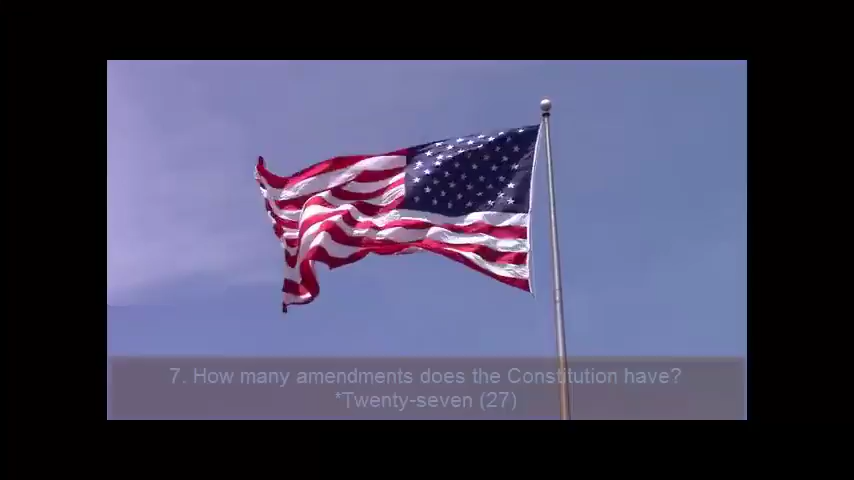 7. How many amendments does the Constitution have?
*Twenty-seven (27)